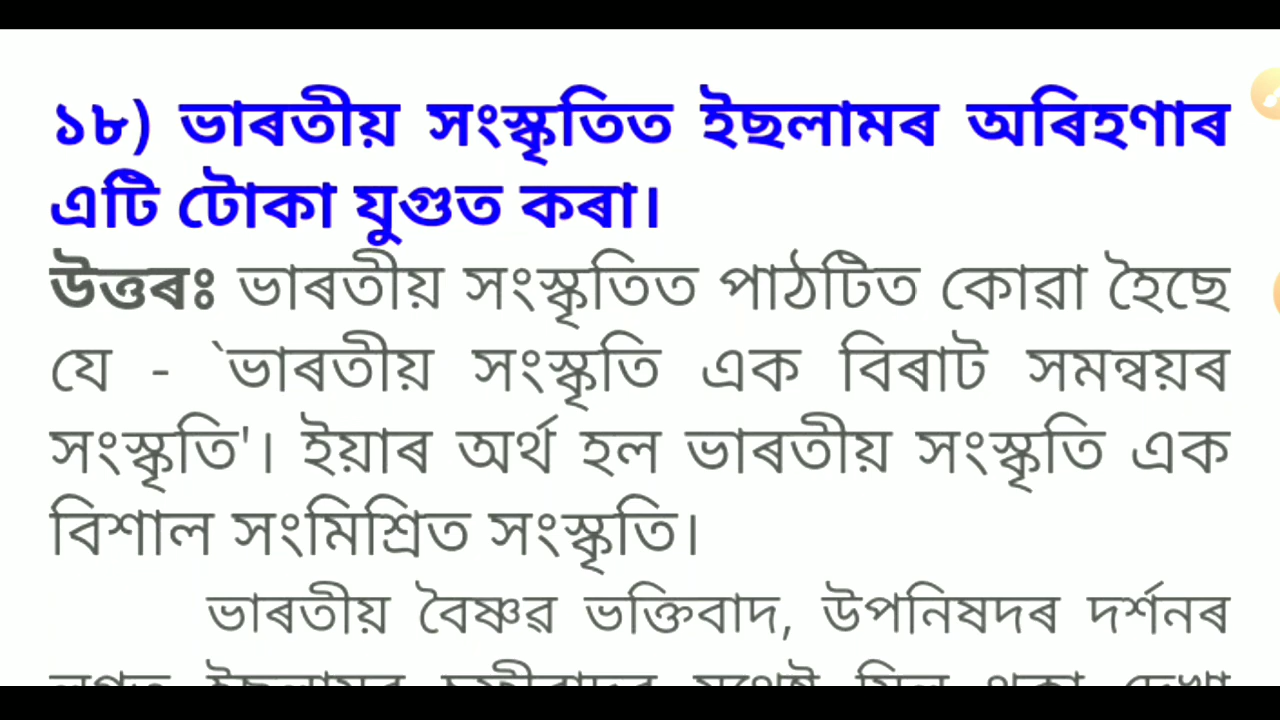 ১৮) ভাৰতীয় সংস্কৃতিত ইছলামৰ অৰিহণাৰ
এটি টোকা যুগুত কৰা।
উত্তৰঃ ভাৰতীয় সংস্কৃতিত পাঠটিত কোৱা হৈছে
যে - `ভাৰতীয় সংস্কৃতি এক বিৰাট সমন্বয়ৰ
সংস্কৃতি'। ইয়াৰ অৰ্থ হল ভাৰতীয় সংস্কৃতি এক
বিশাল সংমিশ্ৰিত সংস্কৃতি।
ভাৰতীয় বৈষ্ণৱ ভক্তিবাদ, উপনিষদৰ দৰ্শনৰ